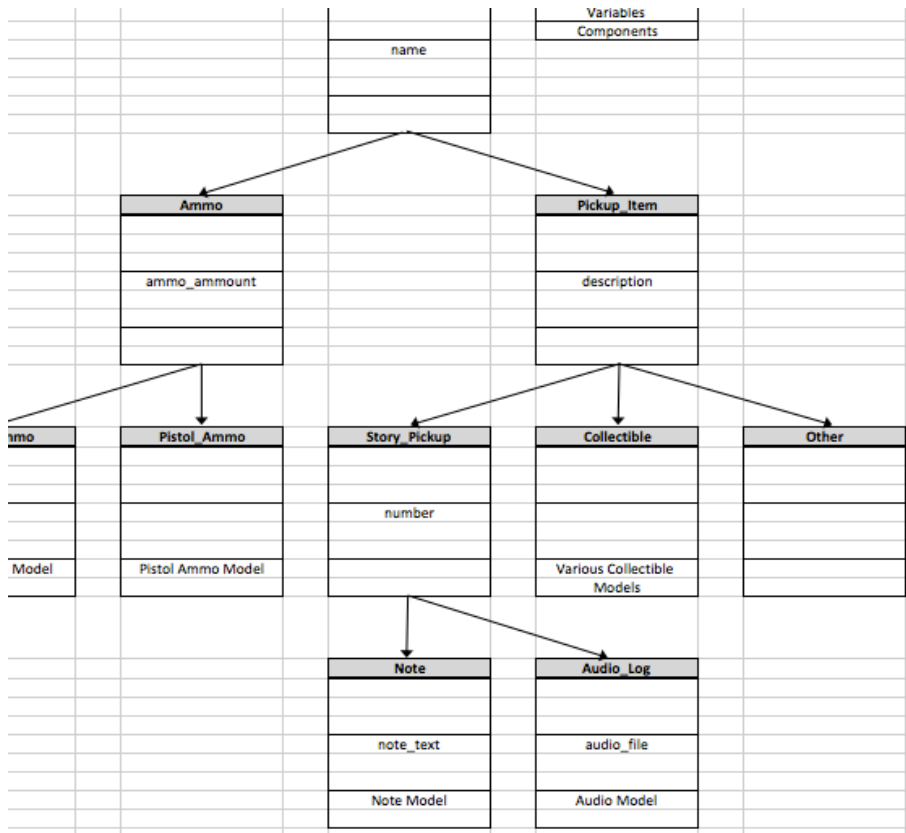 Variables
Components
name
Ammo
Pickup_Item
ammo_ammount
description
Pistol_Ammo
Story_Pickup
Collectible
Other
number
Model
Pistol Ammo Model
Various Collectible
Models
Note
Audio_Log
note_text
audio_file
Note Model
Audio Model